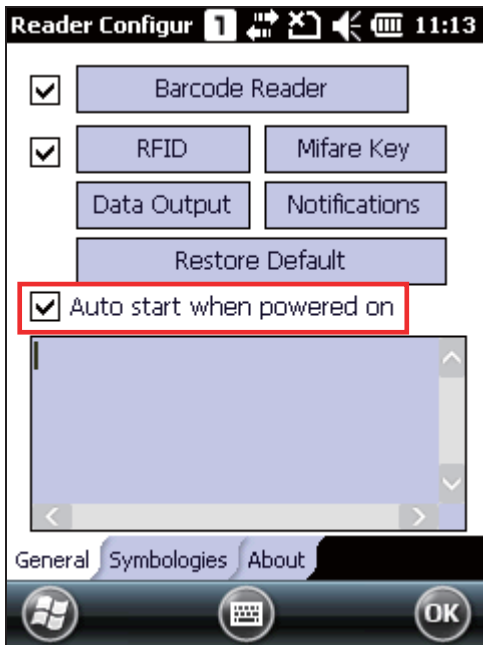 Reader Configur 1 11:13
Barcode Reader
RFID Mifare Key
Data Output Notifications
Restore Default
Auto start when powered on
General Symbologies About
OK